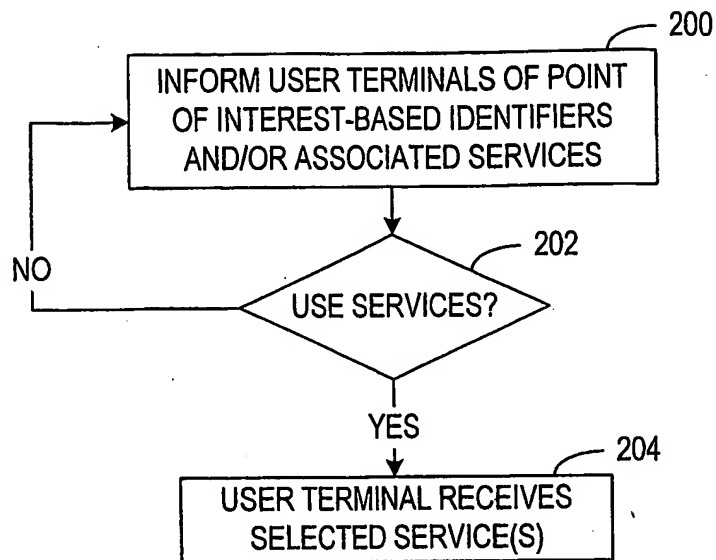 200
INFORM USER TERMINALS OF POINT
OF INTEREST-BASED IDENTIFIERS
AND/OR ASSOCIATED SERVICES
202
NO
USE SERVICES?
YES
204
USER TERMINAL RECEIVES
SELECTED SERVICE(S)